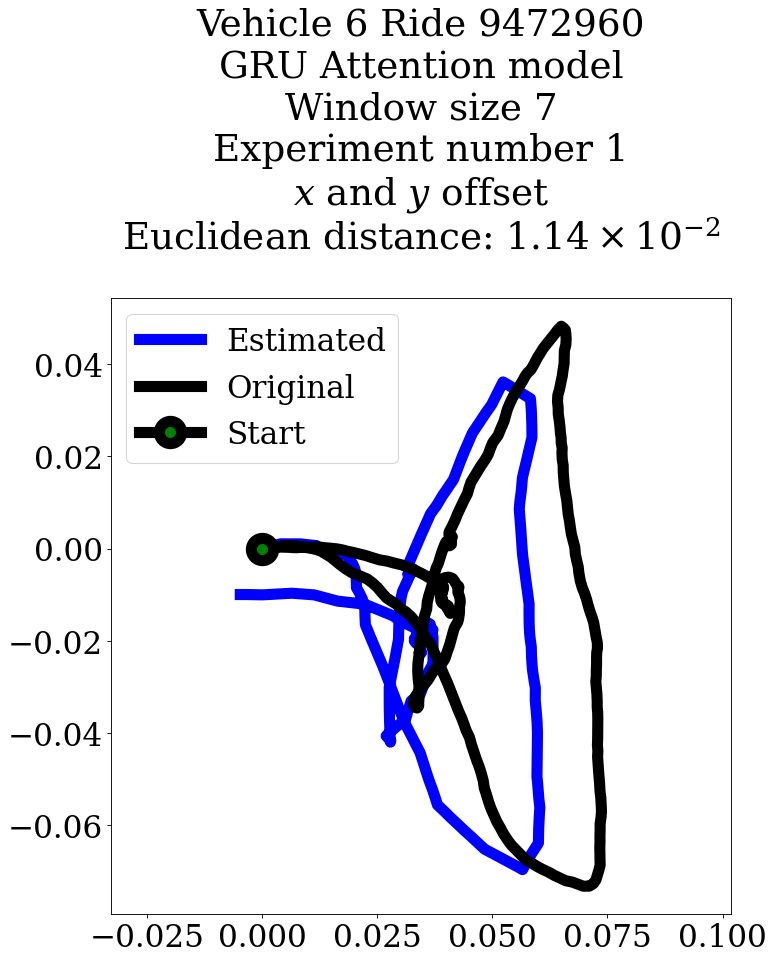 Vehicle 6 Ride 9472960
GRU Attention model
Window size 7
Experiment number 1
x and y offset
Euclidean distance: 1.14 × 10⁻²
Estimated
Original
Start
0.04
0.02
0.00
−0.02
−0.04
−0.06
−0.025 0.000 0.025 0.050 0.075 0.100